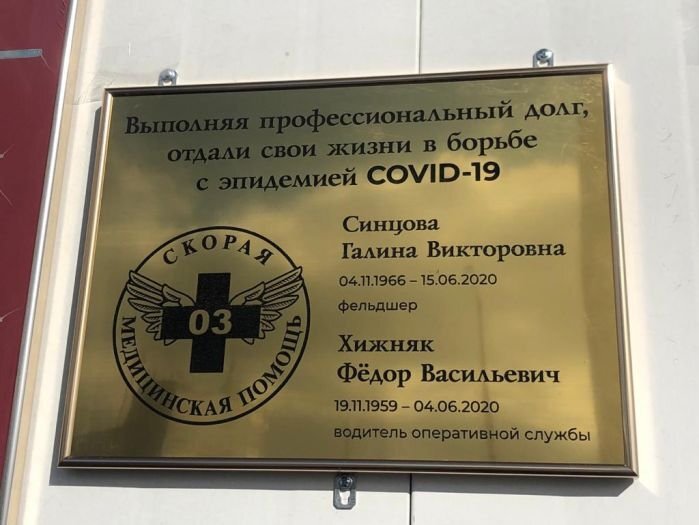 Выполняя профессиональный долг,
отдали свои жизни в борьбе
с эпидемией COVID-19
СКОРАЯ
03
МЕДИЦИНСКАЯ ПОМОЩЬ
Синцова
Галина Викторовна
04.11.1966 – 15.06.2020
фельдшер
Хижняк
Фёдор Васильевич
19.11.1959 – 04.06.2020
водитель оперативной службы